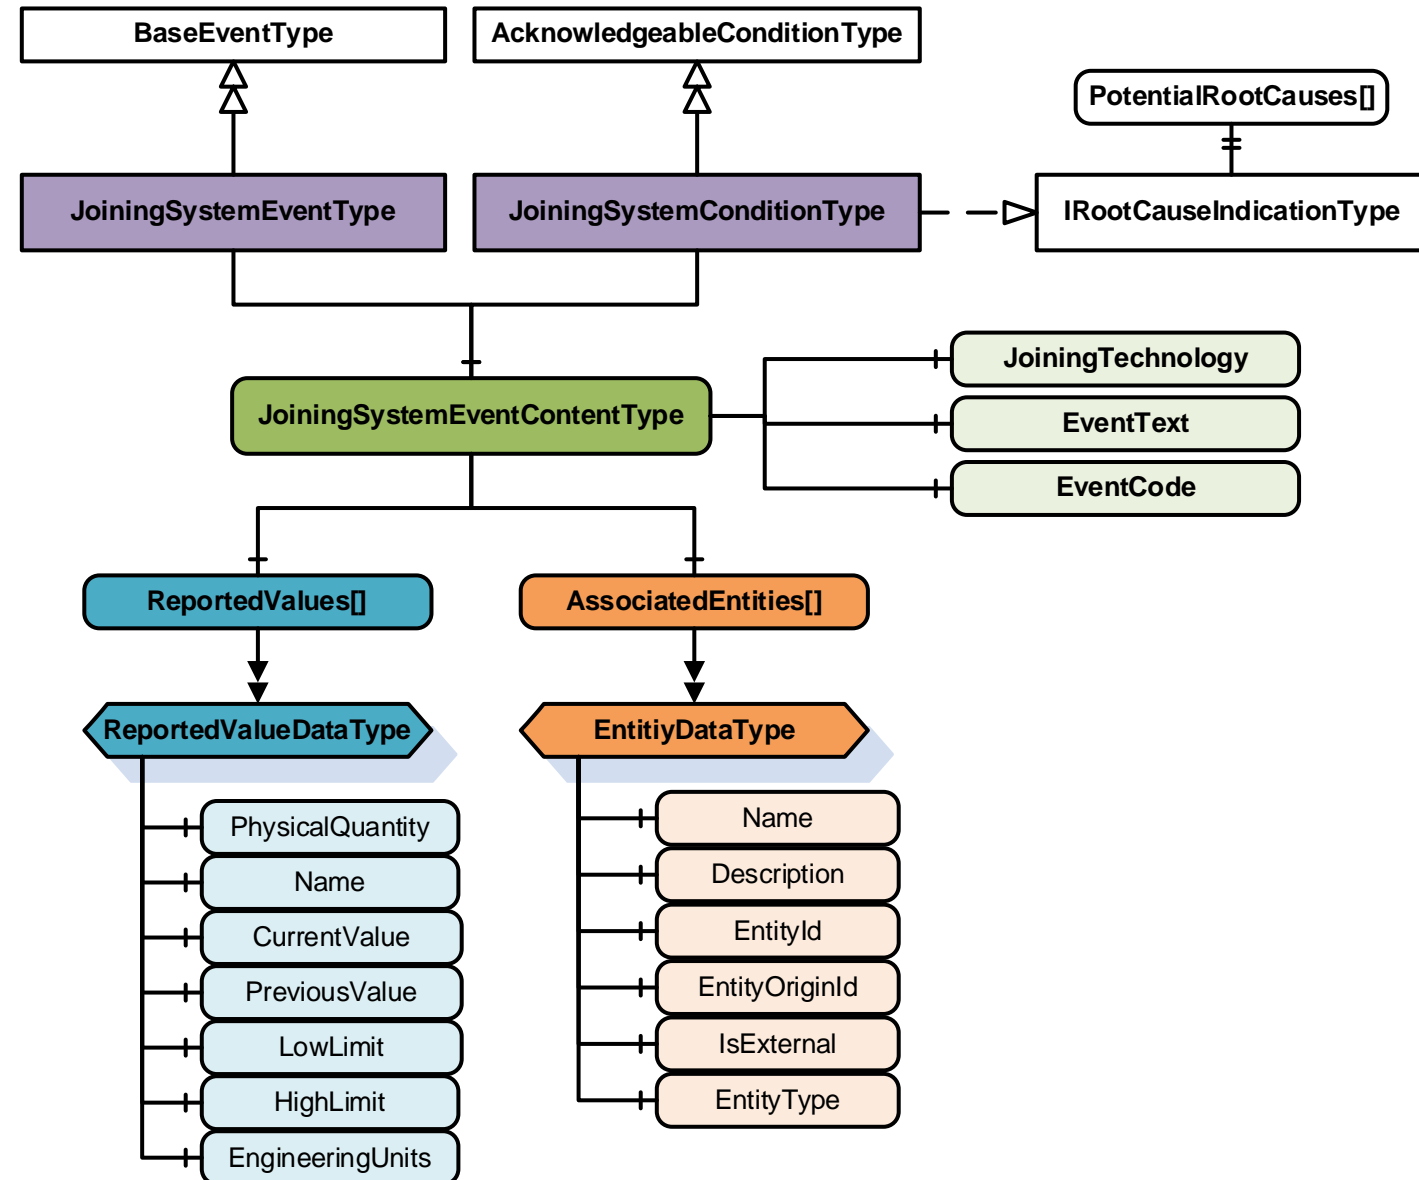 BaseEventType
AcknowledgeableConditionType
PotentialRootCauses[]
JoiningSystemEventType
JoiningSystemConditionType
IRootCauseIndicationType
JoiningTechnology
JoiningSystemEventContentType
EventText
EventCode
ReportedValues[]
AssociatedEntities[]
ReportedValueDataType
EntitiyDataType
PhysicalQuantity
Name
CurrentValue
PreviousValue
LowLimit
HighLimit
EngineeringUnits
Name
Description
EntityId
EntityOriginId
IsExternal
EntityType